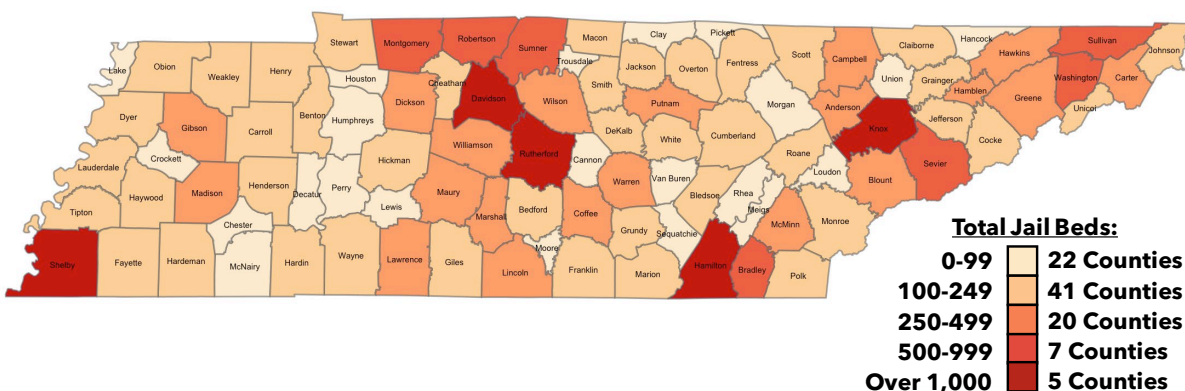 Stewart
Montgomery
Robertson
Sumner
Macon
Clay
Pickett
Trousdale
Scott
Campbell
Claiborne
Hancock
Hawkins
Sullivan
Johnson
Lake
Obion
Weakley
Henry
Houston
Cheatham
Davidson
Wilson
Smith
Jackson
Overton
Fentress
Morgan
Anderson
Union
Grainger
Hamblen
Greene
Washington
Carter
Unicoi
Dyer
Gibson
Carroll
Benton
Humphreys
Dickson
Williamson
Rutherford
Cannon
DeKalb
Putnam
White
Cumberland
Roane
Knox
Jefferson
Cocke
Sevier
Lauderdale
Crockett
Madison
Henderson
Decatur
Perry
Hickman
Lewis
Maury
Marshall
Bedford
Coffee
Warren
Van Buren
Bledsoe
Rhea
Meigs
Loudon
Blount
Monroe
McMinn
Tipton
Haywood
Chester
Shelby
Fayette
Hardeman
McNairy
Hardin
Wayne
Lawrence
Giles
Lincoln
Moore
Franklin
Grundy
Sequatchie
Marion
Hamilton
Bradley
Polk
Total Jail Beds:
0-99 22 Counties
100-249 41 Counties
250-499 20 Counties
500-999 7 Counties
Over 1,000 5 Counties